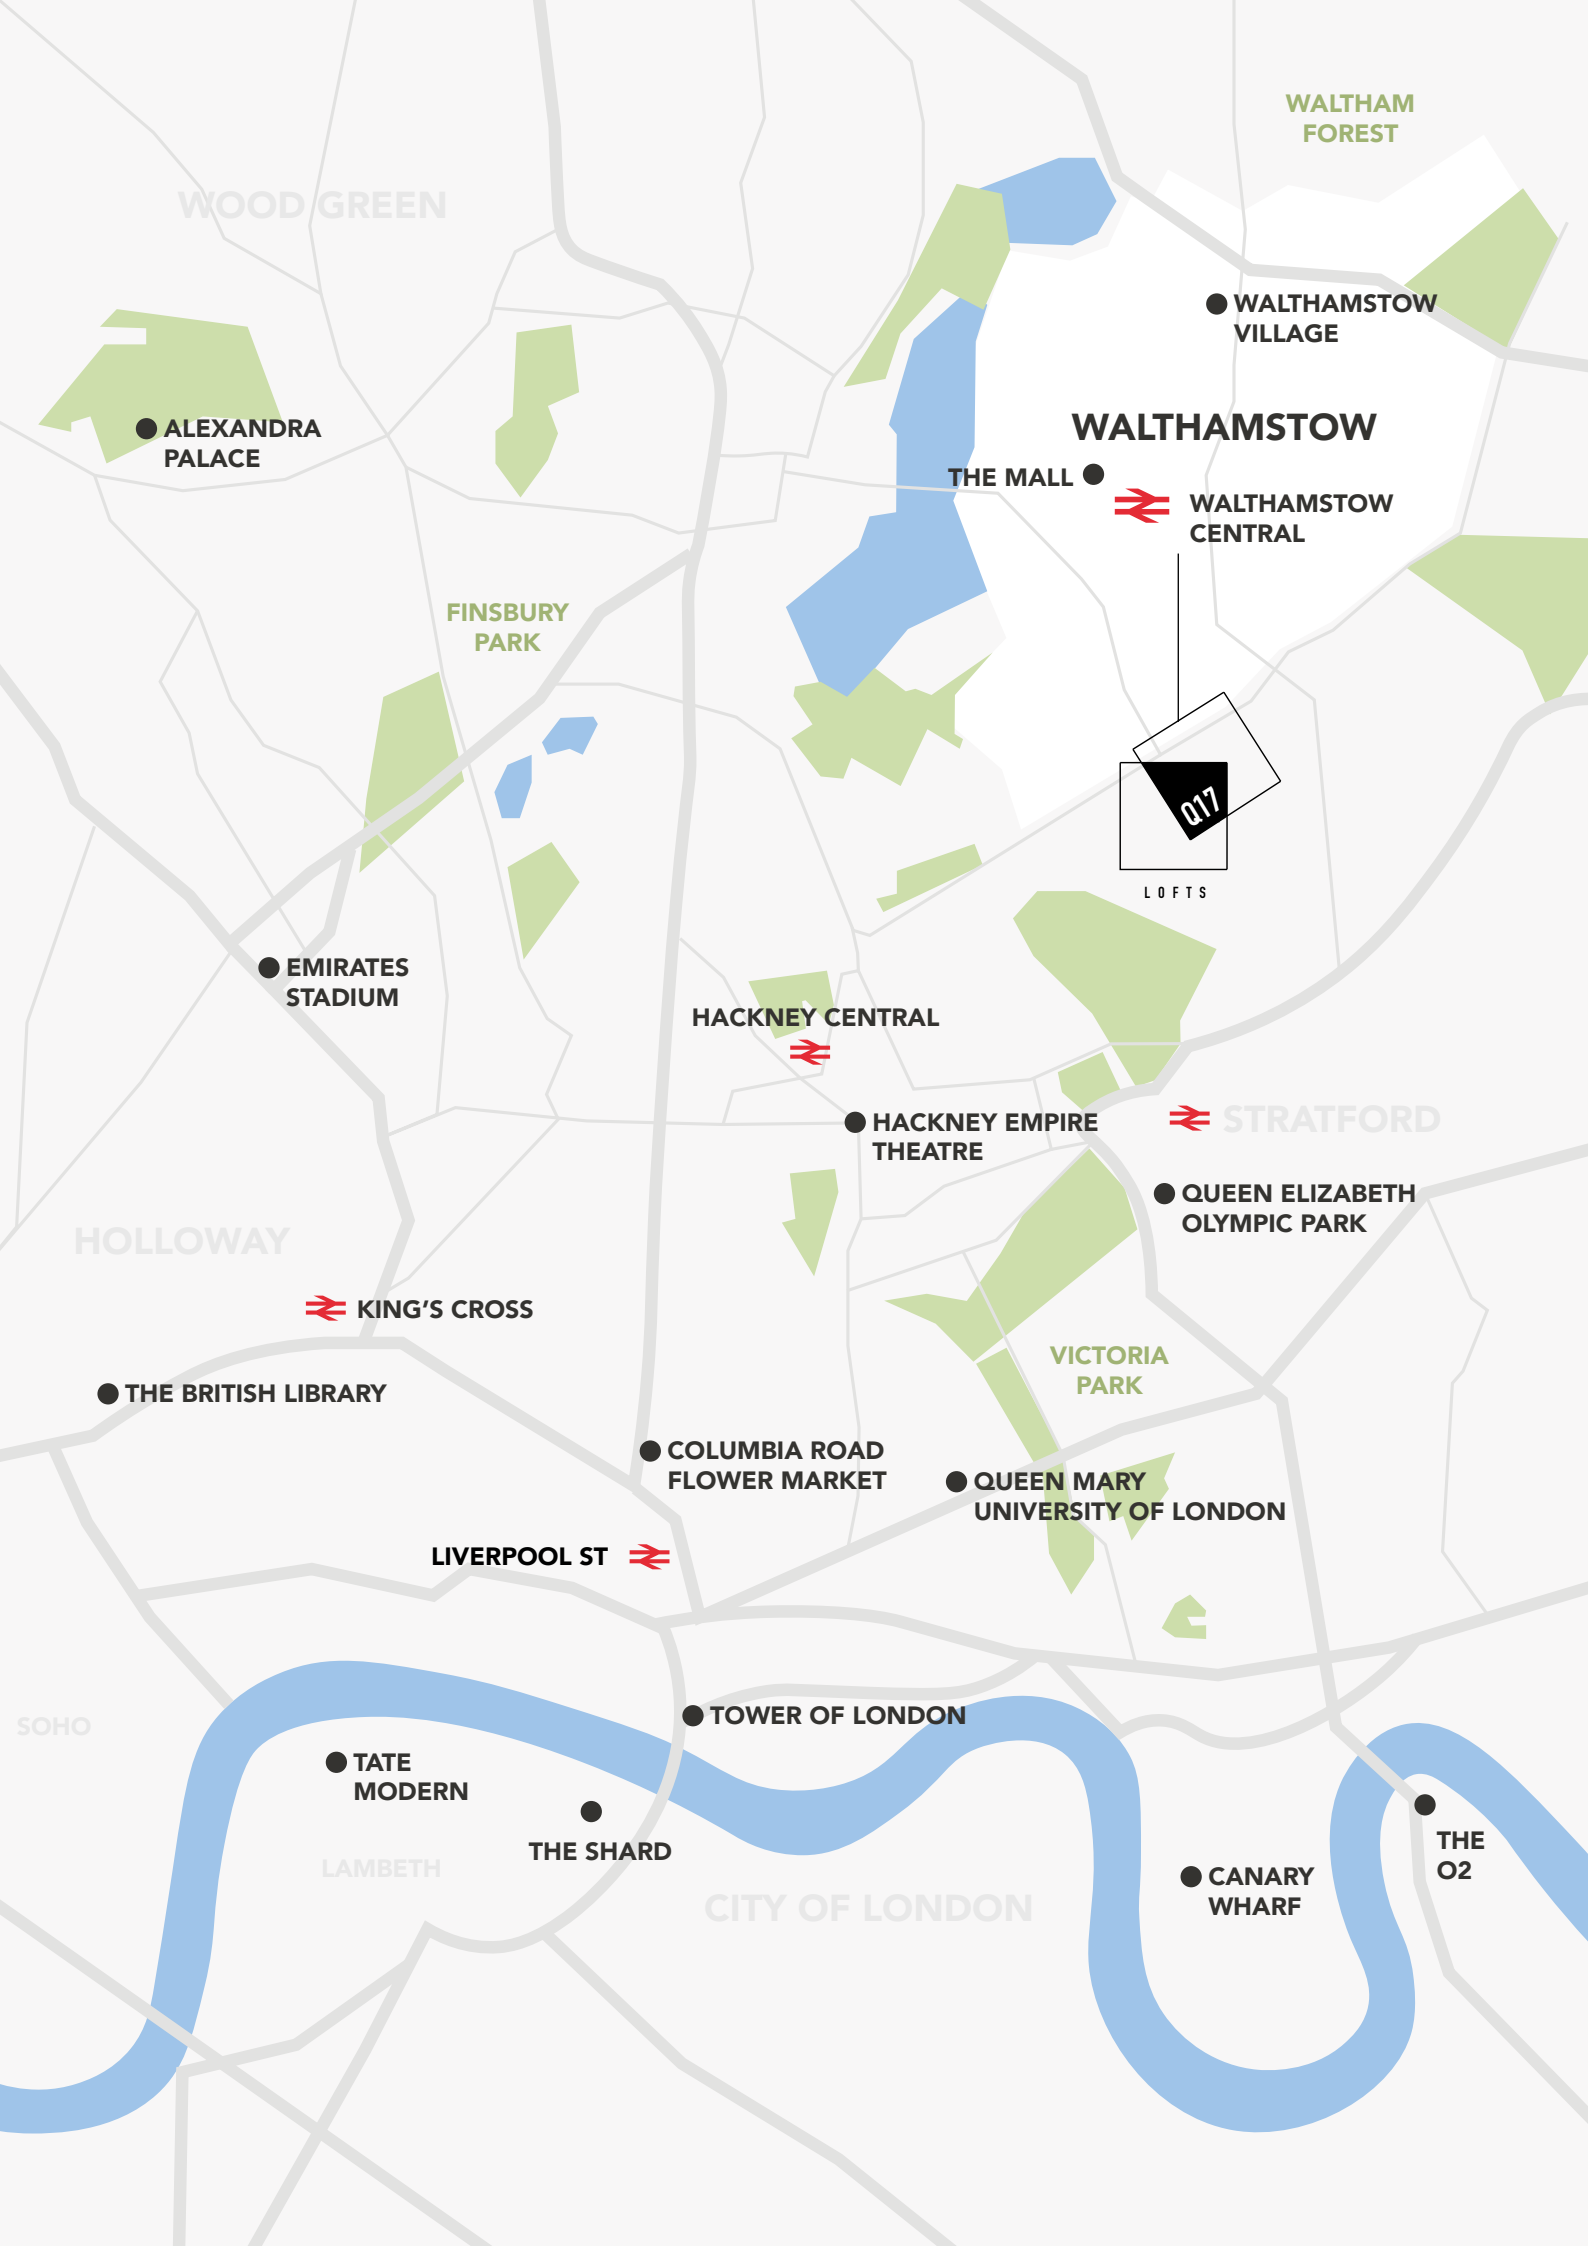 WALTHAM
FOREST
WOOD GREEN
WALTHAMSTOW
VILLAGE
ALEXANDRA
PALACE
WALTHAMSTOW
THE MALL
WALTHAMSTOW
CENTRAL
FINSBURY
PARK
Q17
LOFTS
EMIRATES
STADIUM
HACKNEY CENTRAL
HACKNEY EMPIRE
THEATRE
STRATFORD
QUEEN ELIZABETH
OLYMPIC PARK
HOLLOWAY
KING'S CROSS
VICTORIA
PARK
THE BRITISH LIBRARY
COLUMBIA ROAD
FLOWER MARKET
QUEEN MARY
UNIVERSITY OF LONDON
LIVERPOOL ST
SOHO
TOWER OF LONDON
TATE
MODERN
THE SHARD
THE
O2
LAMBETH
CANARY
WHARF
CITY OF LONDON